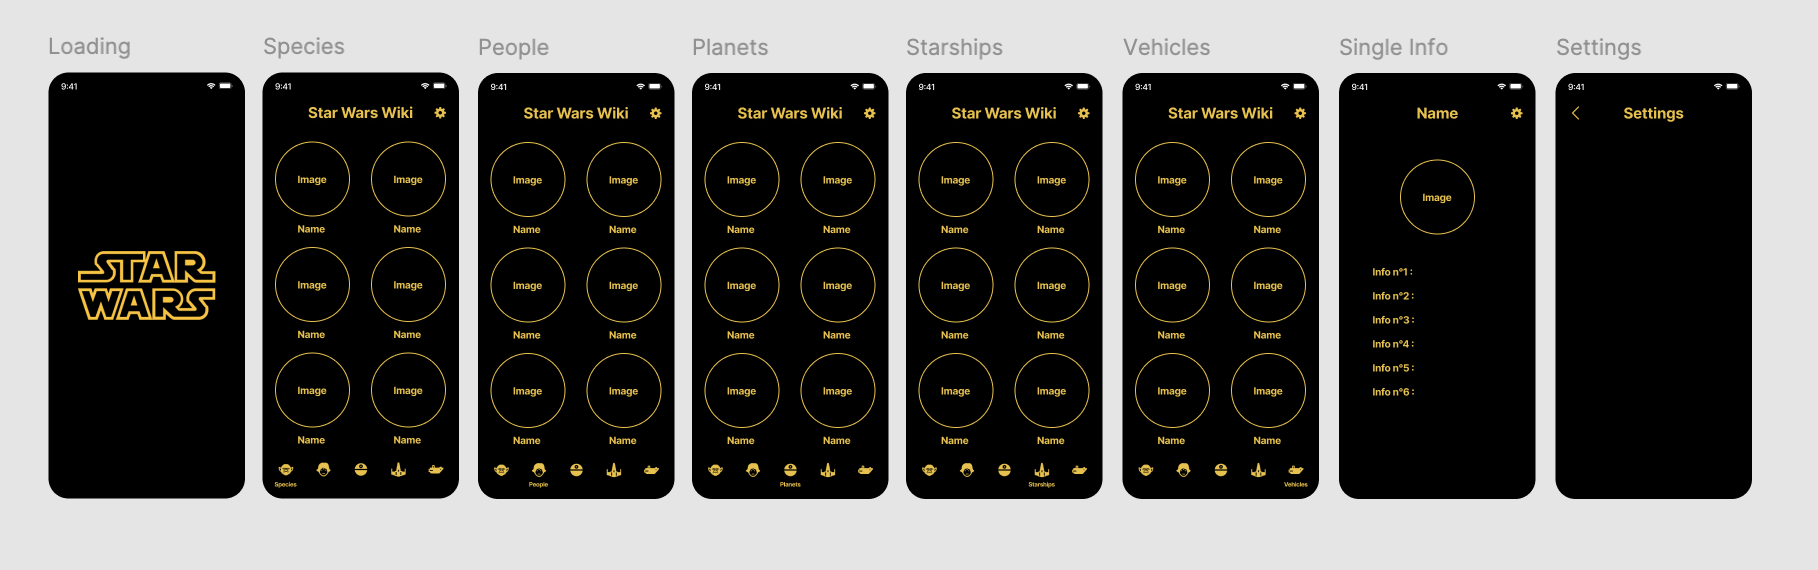 Loading
9:41
STAR
WARS
Species
9:41
Star Wars Wiki
Image Image
Name Name
Image Image
Name Name
Image Image
Name Name
Species
People
9:41
Star Wars Wiki
Image Image
Name Name
Image Image
Name Name
Image Image
Name Name
People
Planets
9:41
Star Wars Wiki
Image Image
Name Name
Image Image
Name Name
Image Image
Name Name
Planets
Starships
9:41
Star Wars Wiki
Image Image
Name Name
Image Image
Name Name
Image Image
Name Name
Starships
Vehicles
9:41
Star Wars Wiki
Image Image
Name Name
Image Image
Name Name
Image Image
Name Name
Vehicles
Single Info
9:41
Name
Image
Info n°1 :
Info n°2 :
Info n°3 :
Info n°4 :
Info n°5 :
Info n°6 :
Settings
9:41
Settings